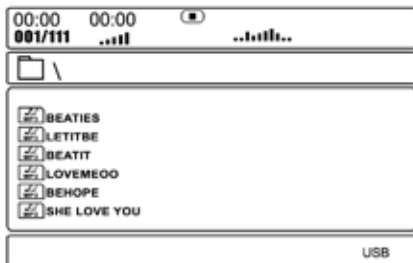 00:00 00:00
001/111
\
BEATIES
LETITBE
BEATIT
LOVEMEOO
BEHOPE
SHE LOVE YOU
USB